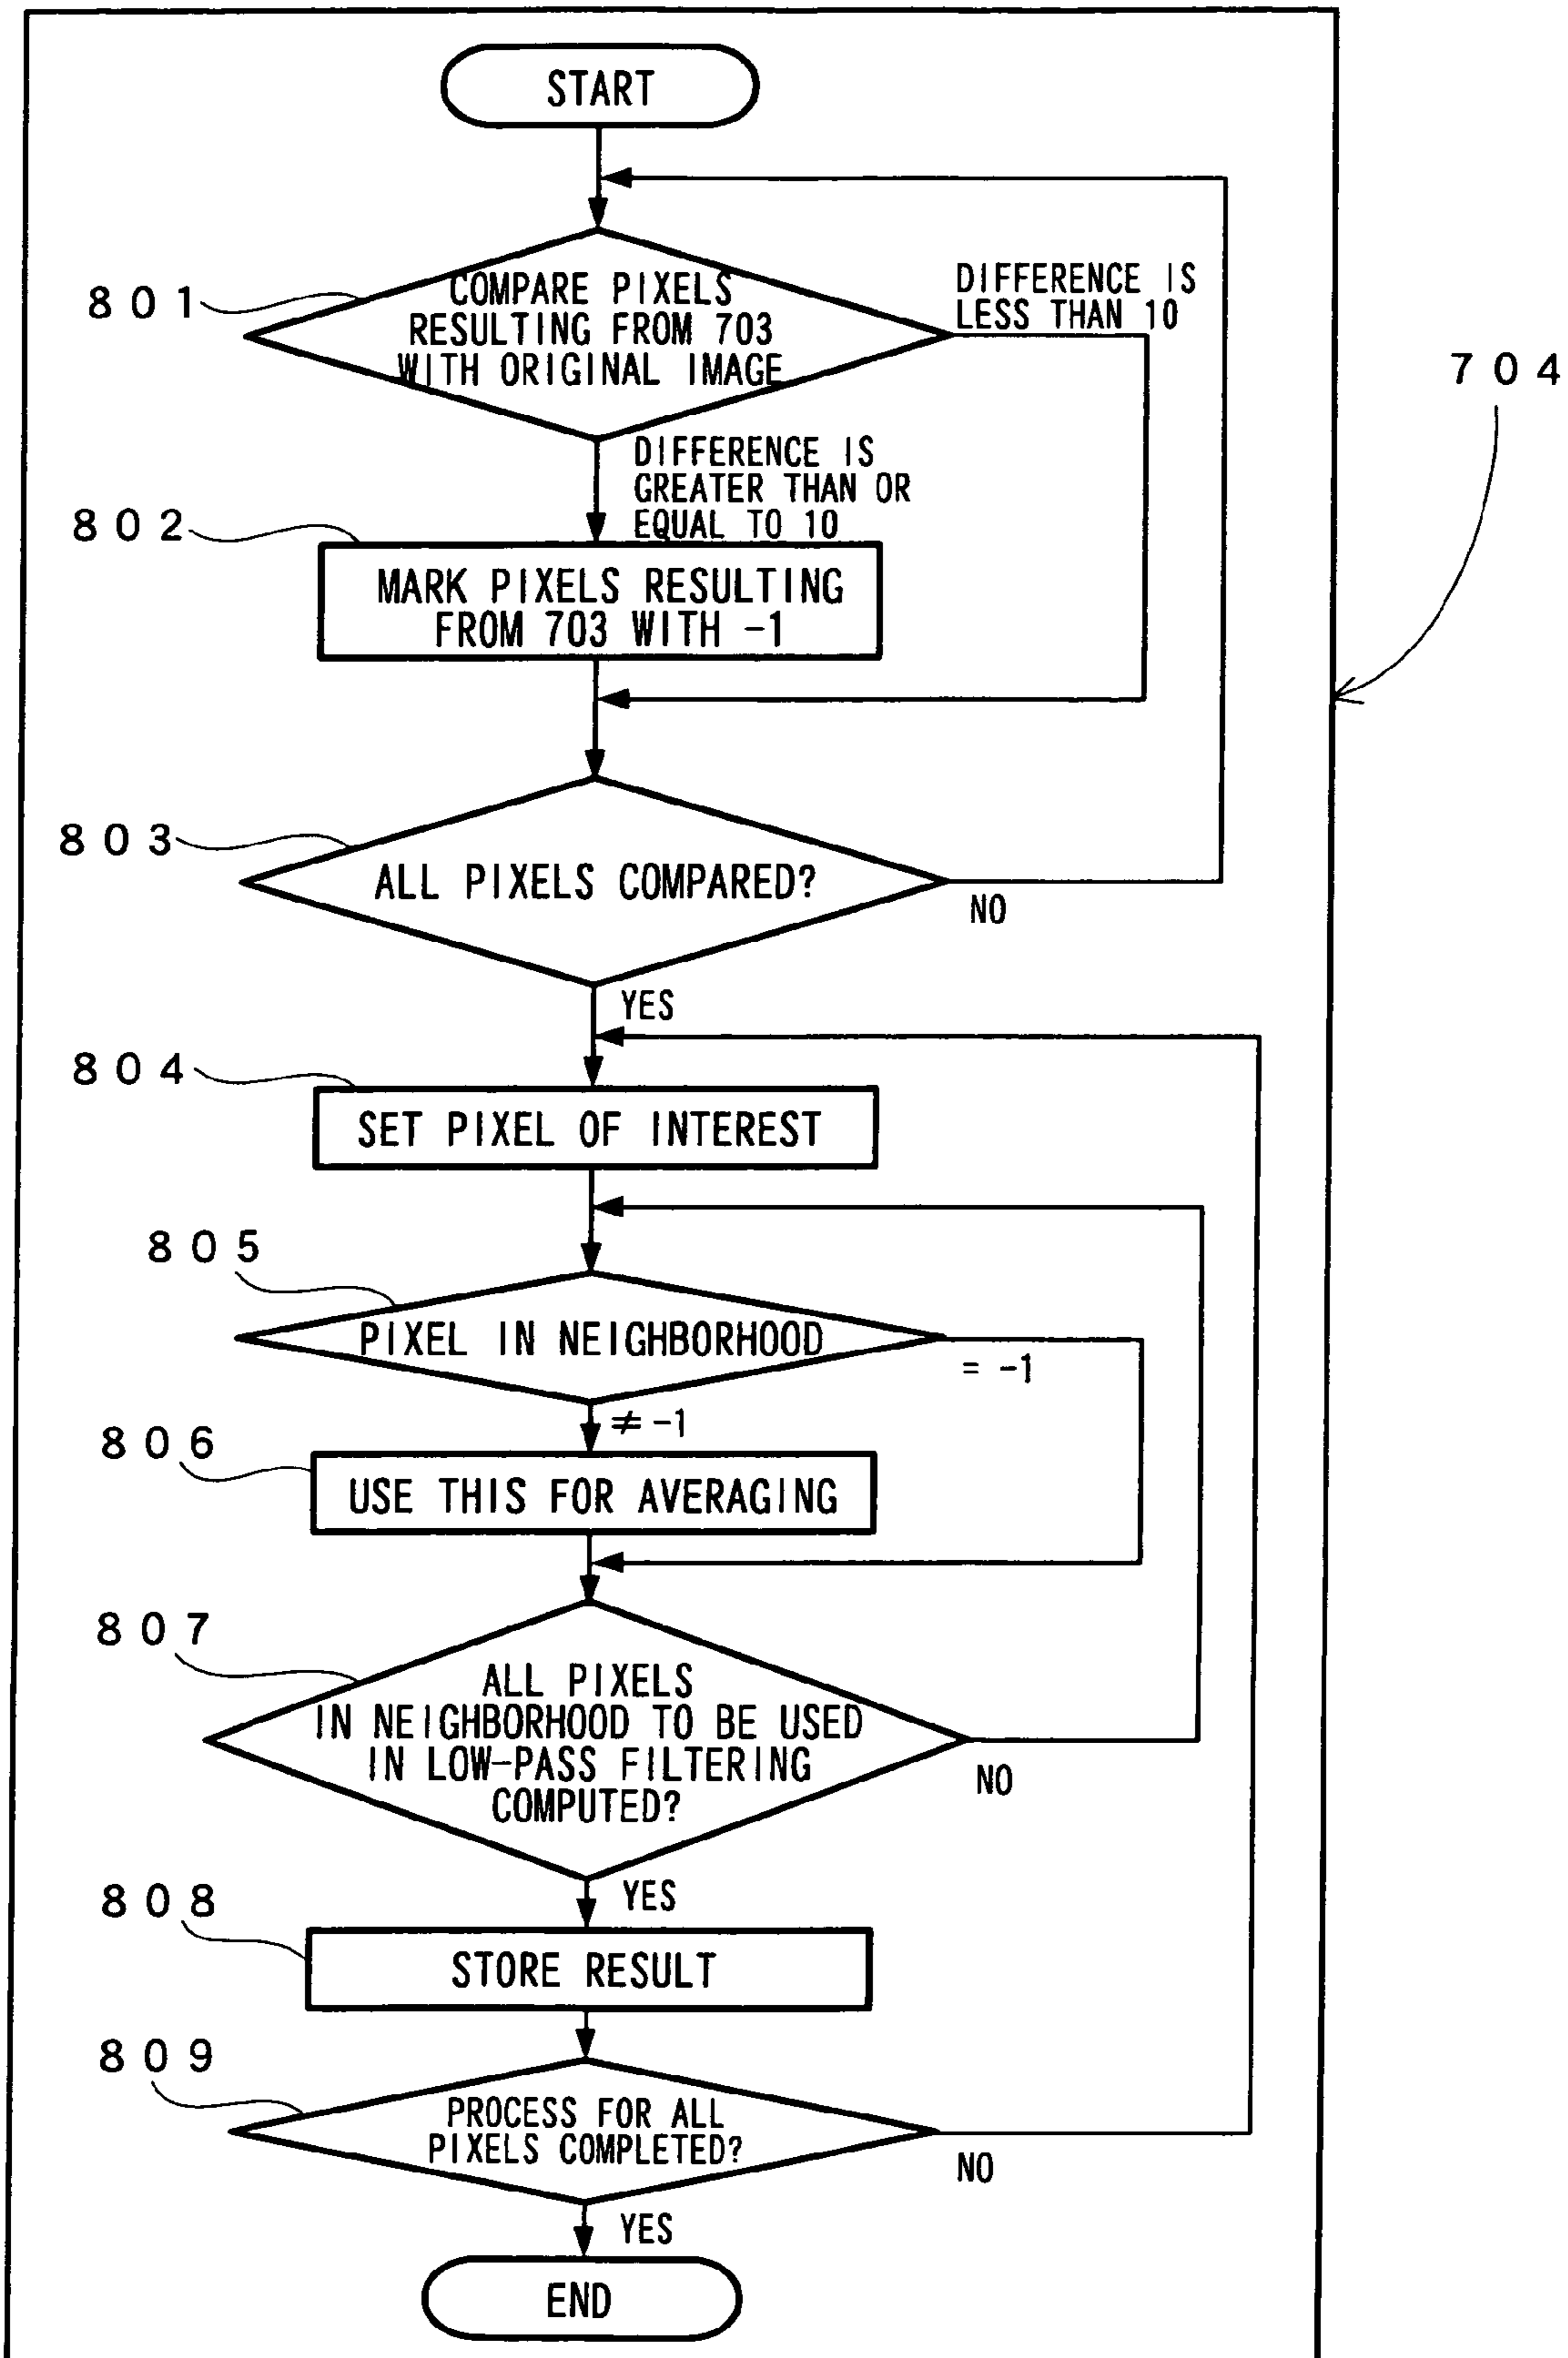 START
801
COMPARE PIXELS
RESULTING FROM 703
WITH ORIGINAL IMAGE
DIFFERENCE IS
LESS THAN 10
704
DIFFERENCE IS
GREATER THAN OR
EQUAL TO 10
802
MARK PIXELS RESULTING
FROM 703 WITH -1
803
ALL PIXELS COMPARED?
NO
YES
804
SET PIXEL OF INTEREST
805
PIXEL IN NEIGHBORHOOD
= -1
≠ -1
806
USE THIS FOR AVERAGING
807
ALL PIXELS
IN NEIGHBORHOOD TO BE USED
IN LOW-PASS FILTERING
COMPUTED?
NO
YES
808
STORE RESULT
809
PROCESS FOR ALL
PIXELS COMPLETED?
NO
YES
END